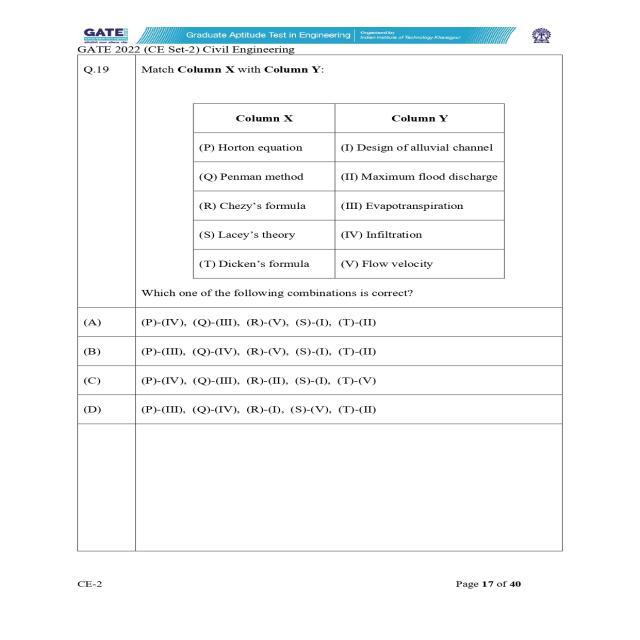 GATE
Graduate Aptitude Test in Engineering
Organised by
Indian Institute of Technology Kharagpur
GATE 2022 (CE Set-2) Civil Engineering
Q.19 Match Column X with Column Y:
Column X Column Y
(P) Horton equation (I) Design of alluvial channel
(Q) Penman method (II) Maximum flood discharge
(R) Chezy’s formula (III) Evapotranspiration
(S) Lacey’s theory (IV) Infiltration
(T) Dicken’s formula (V) Flow velocity
Which one of the following combinations is correct?
(A) (P)-(IV), (Q)-(III), (R)-(V), (S)-(I), (T)-(II)
(B) (P)-(III), (Q)-(IV), (R)-(V), (S)-(I), (T)-(II)
(C) (P)-(IV), (Q)-(III), (R)-(II), (S)-(I), (T)-(V)
(D) (P)-(III), (Q)-(IV), (R)-(I), (S)-(V), (T)-(II)
CE-2 Page 17 of 40